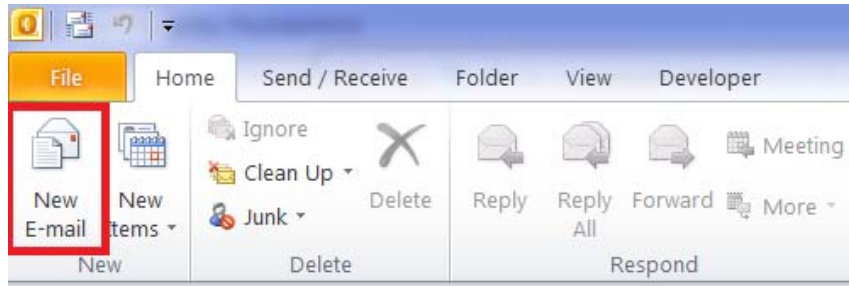 File Home Send / Receive Folder View Developer
New E-mail
New Items
Ignore
Clean Up
Junk
Delete
Reply
Reply All
Forward
Meeting
More
New Delete Respond